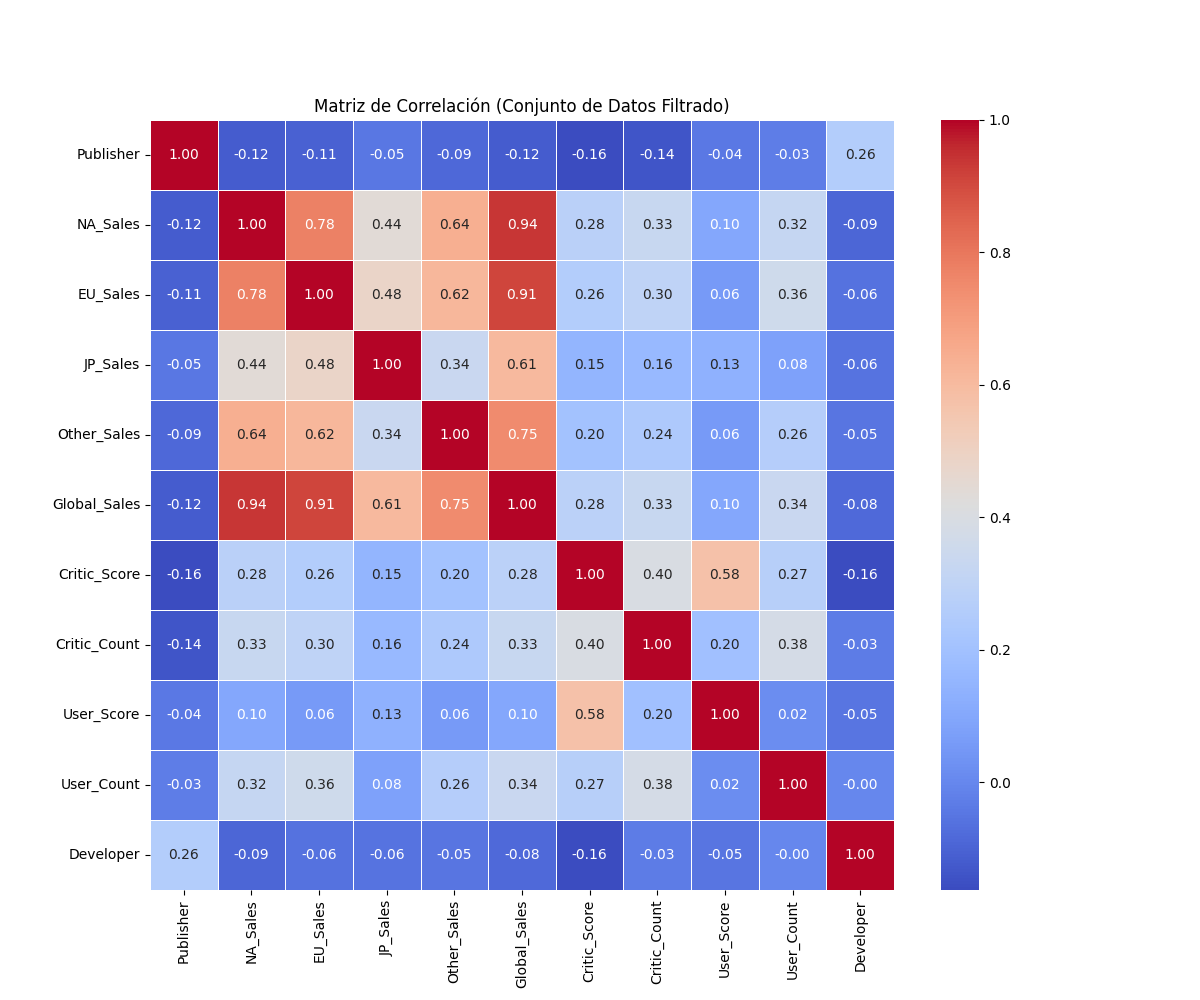 Matriz de Correlación (Conjunto de Datos Filtrado)
Publisher 1.00 -0.12 -0.11 -0.05 -0.09 -0.12 -0.16 -0.14 -0.04 -0.03 0.26
NA_Sales -0.12 1.00 0.78 0.44 0.64 0.94 0.28 0.33 0.10 0.32 -0.09
EU_Sales -0.11 0.78 1.00 0.48 0.62 0.91 0.26 0.30 0.06 0.36 -0.06
JP_Sales -0.05 0.44 0.48 1.00 0.34 0.61 0.15 0.16 0.13 0.08 -0.06
Other_Sales -0.09 0.64 0.62 0.34 1.00 0.75 0.20 0.24 0.06 0.26 -0.05
Global_Sales -0.12 0.94 0.91 0.61 0.75 1.00 0.28 0.33 0.10 0.34 -0.08
Critic_Score -0.16 0.28 0.26 0.15 0.20 0.28 1.00 0.40 0.58 0.27 -0.16
Critic_Count -0.14 0.33 0.30 0.16 0.24 0.33 0.40 1.00 0.20 0.38 -0.03
User_Score -0.04 0.10 0.06 0.13 0.06 0.10 0.58 0.20 1.00 0.02 -0.05
User_Count -0.03 0.32 0.36 0.08 0.26 0.34 0.27 0.38 0.02 1.00 -0.00
Developer 0.26 -0.09 -0.06 -0.06 -0.05 -0.08 -0.16 -0.03 -0.05 -0.00 1.00
Publisher
NA_Sales
EU_Sales
JP_Sales
Other_Sales
Global_Sales
Critic_Score
Critic_Count
User_Score
User_Count
Developer
1.0
0.8
0.6
0.4
0.2
0.0